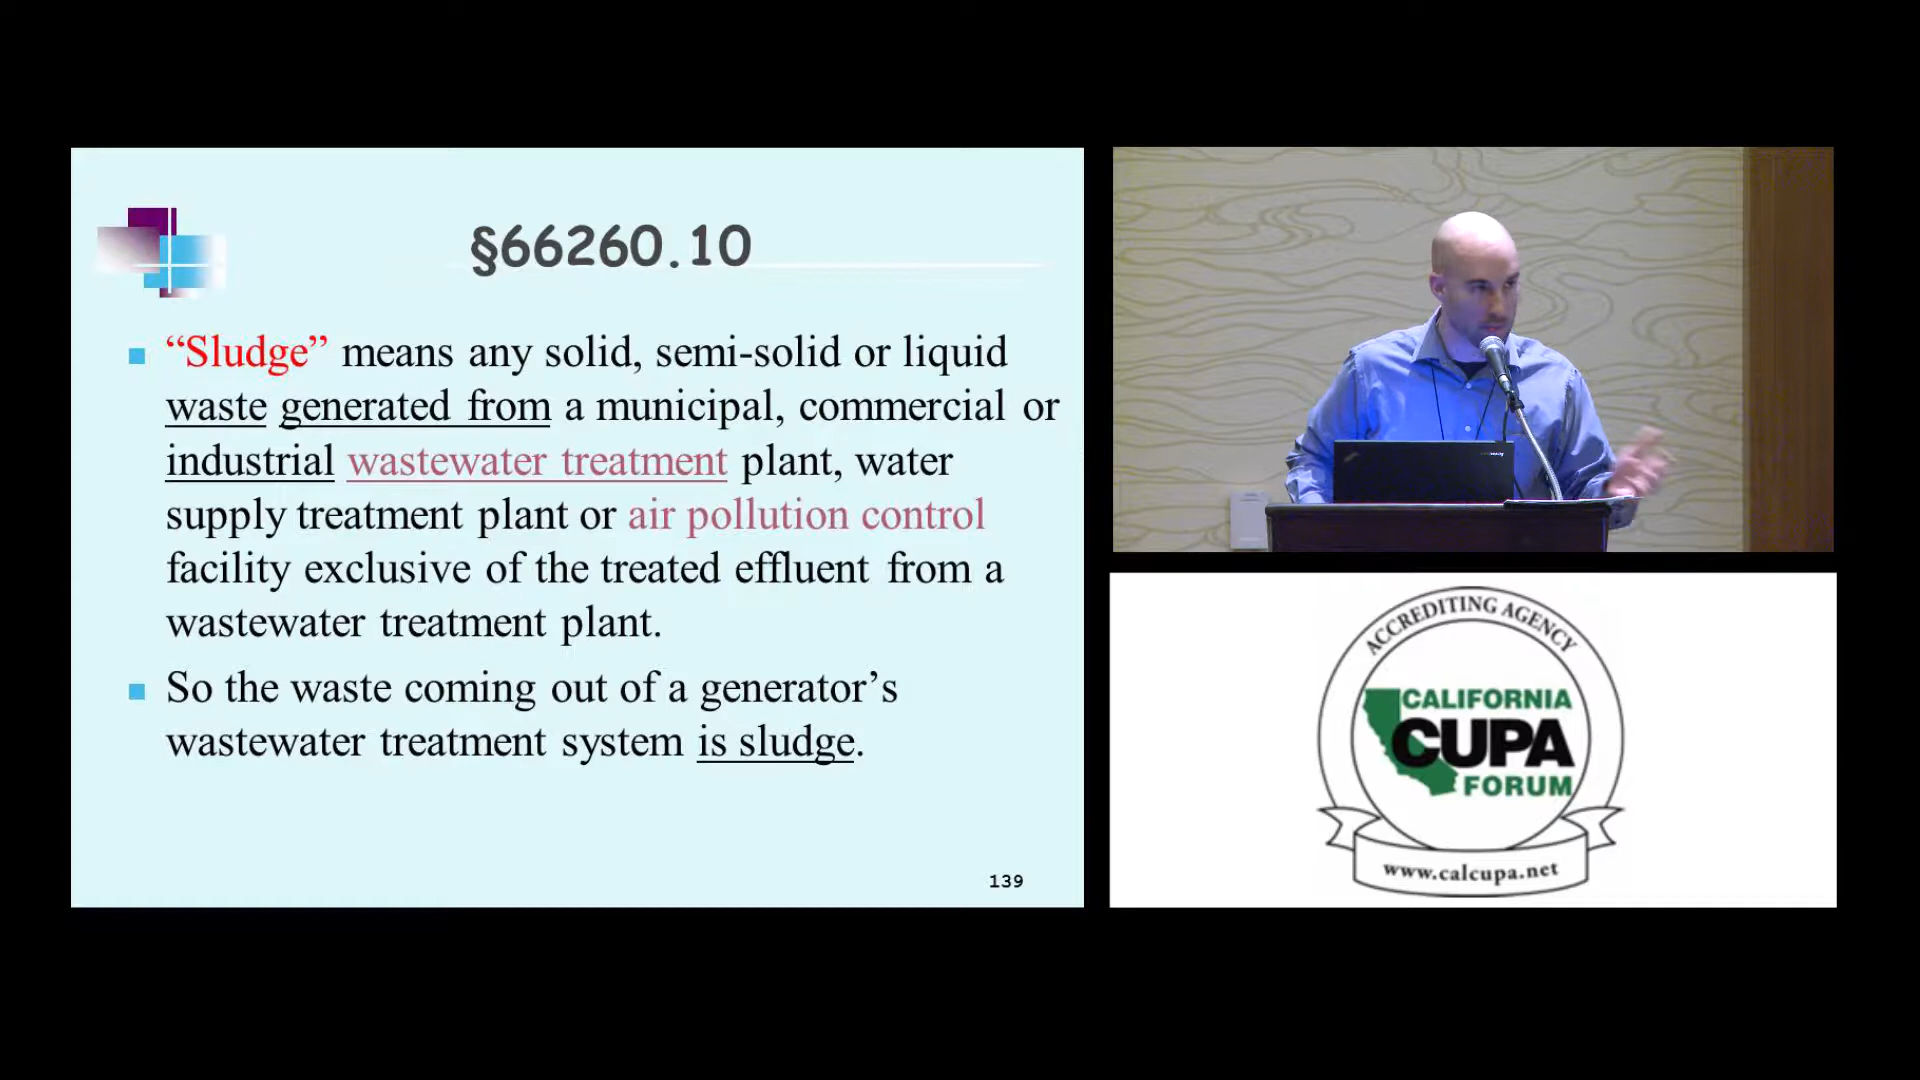 §66260.10
“Sludge” means any solid, semi-solid or liquid
waste generated from a municipal, commercial or
industrial wastewater treatment plant, water
supply treatment plant or air pollution control
facility exclusive of the treated effluent from a
wastewater treatment plant.
So the waste coming out of a generator’s
wastewater treatment system is sludge.
139
ACCREDITING AGENCY
CALIFORNIA
CUPA
FORUM
www.calcupa.net